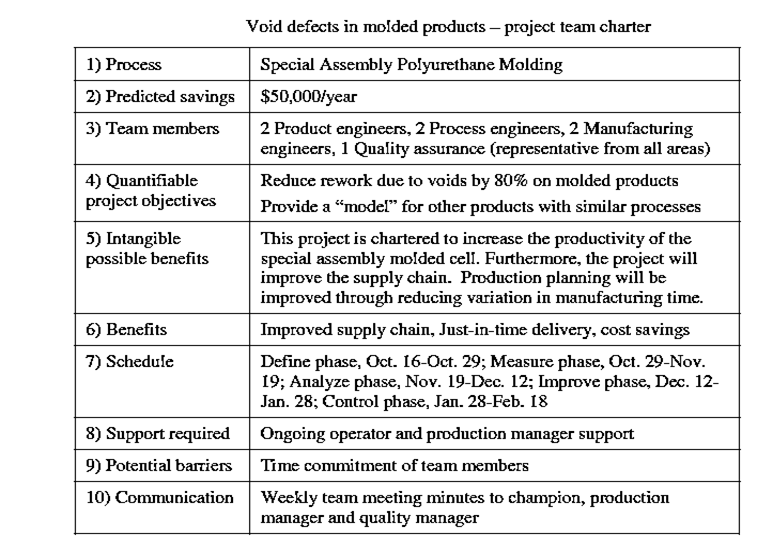 Void defects in molded products – project team charter
1) Process
Special Assembly Polyurethane Molding
2) Predicted savings
$50,000/year
3) Team members
2 Product engineers, 2 Process engineers, 2 Manufacturing
engineers, 1 Quality assurance (representative from all areas)
4) Quantifiable
project objectives
Reduce rework due to voids by 80% on molded products
Provide a “model” for other products with similar processes
5) Intangible
possible benefits
This project is chartered to increase the productivity of the
special assembly molded cell. Furthermore, the project will
improve the supply chain. Production planning will be
improved through reducing variation in manufacturing time.
6) Benefits
Improved supply chain, Just-in-time delivery, cost savings
7) Schedule
Define phase, Oct. 16-Oct. 29; Measure phase, Oct. 29-Nov.
19; Analyze phase, Nov. 19-Dec. 12; Improve phase, Dec. 12-
Jan. 28; Control phase, Jan. 28-Feb. 18
8) Support required
Ongoing operator and production manager support
9) Potential barriers
Time commitment of team members
10) Communication
Weekly team meeting minutes to champion, production
manager and quality manager